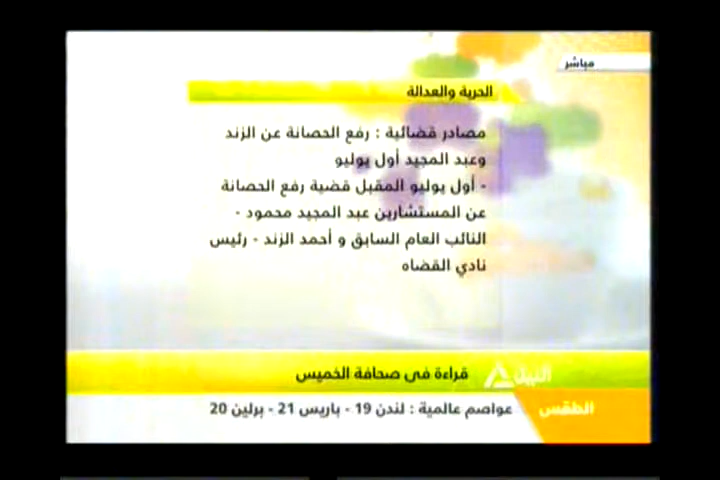 مباشر
الحرية والعدالة
مصادر قضائية : رفع الحصانة عن الزند
وعبد المجيد أول يوليو
- أول يوليو المقبل قضية رفع الحصانة
عن المستشارين عبد المجيد محمود -
النائب العام السابق و أحمد الزند - رئيس
نادي القضاه
النيل
قراءة فى صحافة الخميس
الطقس
عواصم عالمية : لندن 19 - باريس 21 - برلين 20